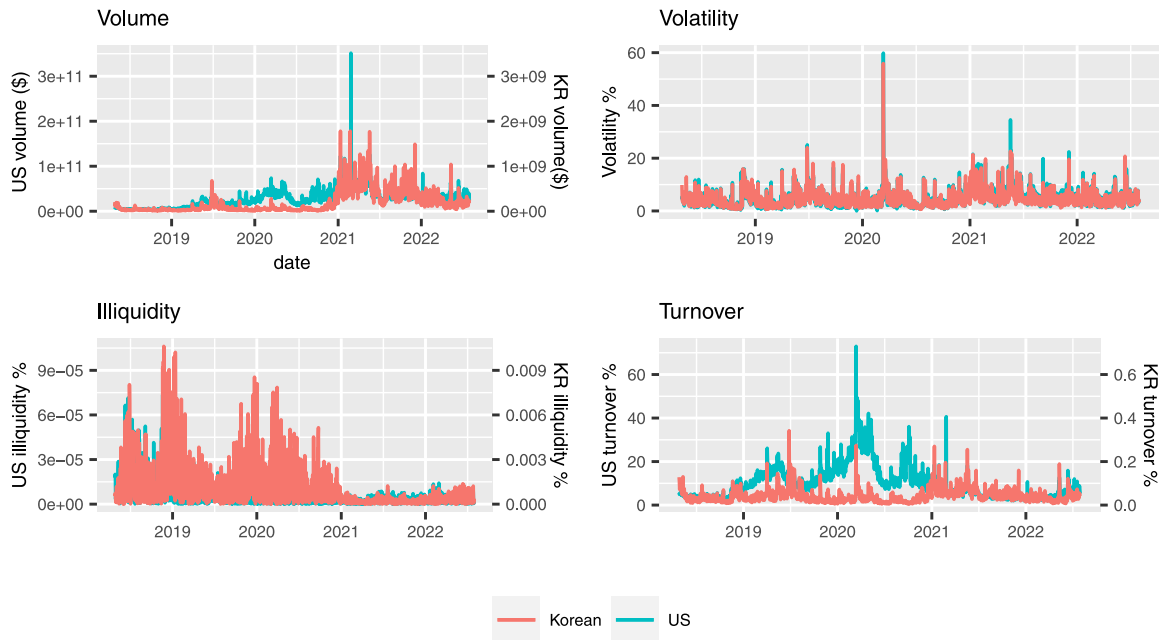 Volume
US volume ($)
3e+11
2e+11
1e+11
0e+00
3e+09
2e+09
1e+09
0e+00
KR volume($)
2019 2020 2021 2022
date
Volatility
Volatility %
60
40
20
0
2019 2020 2021 2022
Illiquidity
US illiquidity %
9e−05
6e−05
3e−05
0e+00
0.009
0.006
0.003
0.000
KR illiquidity %
2019 2020 2021 2022
Turnover
US turnover %
60
40
20
0
0.6
0.4
0.2
0.0
KR turnover %
2019 2020 2021 2022
Korean US